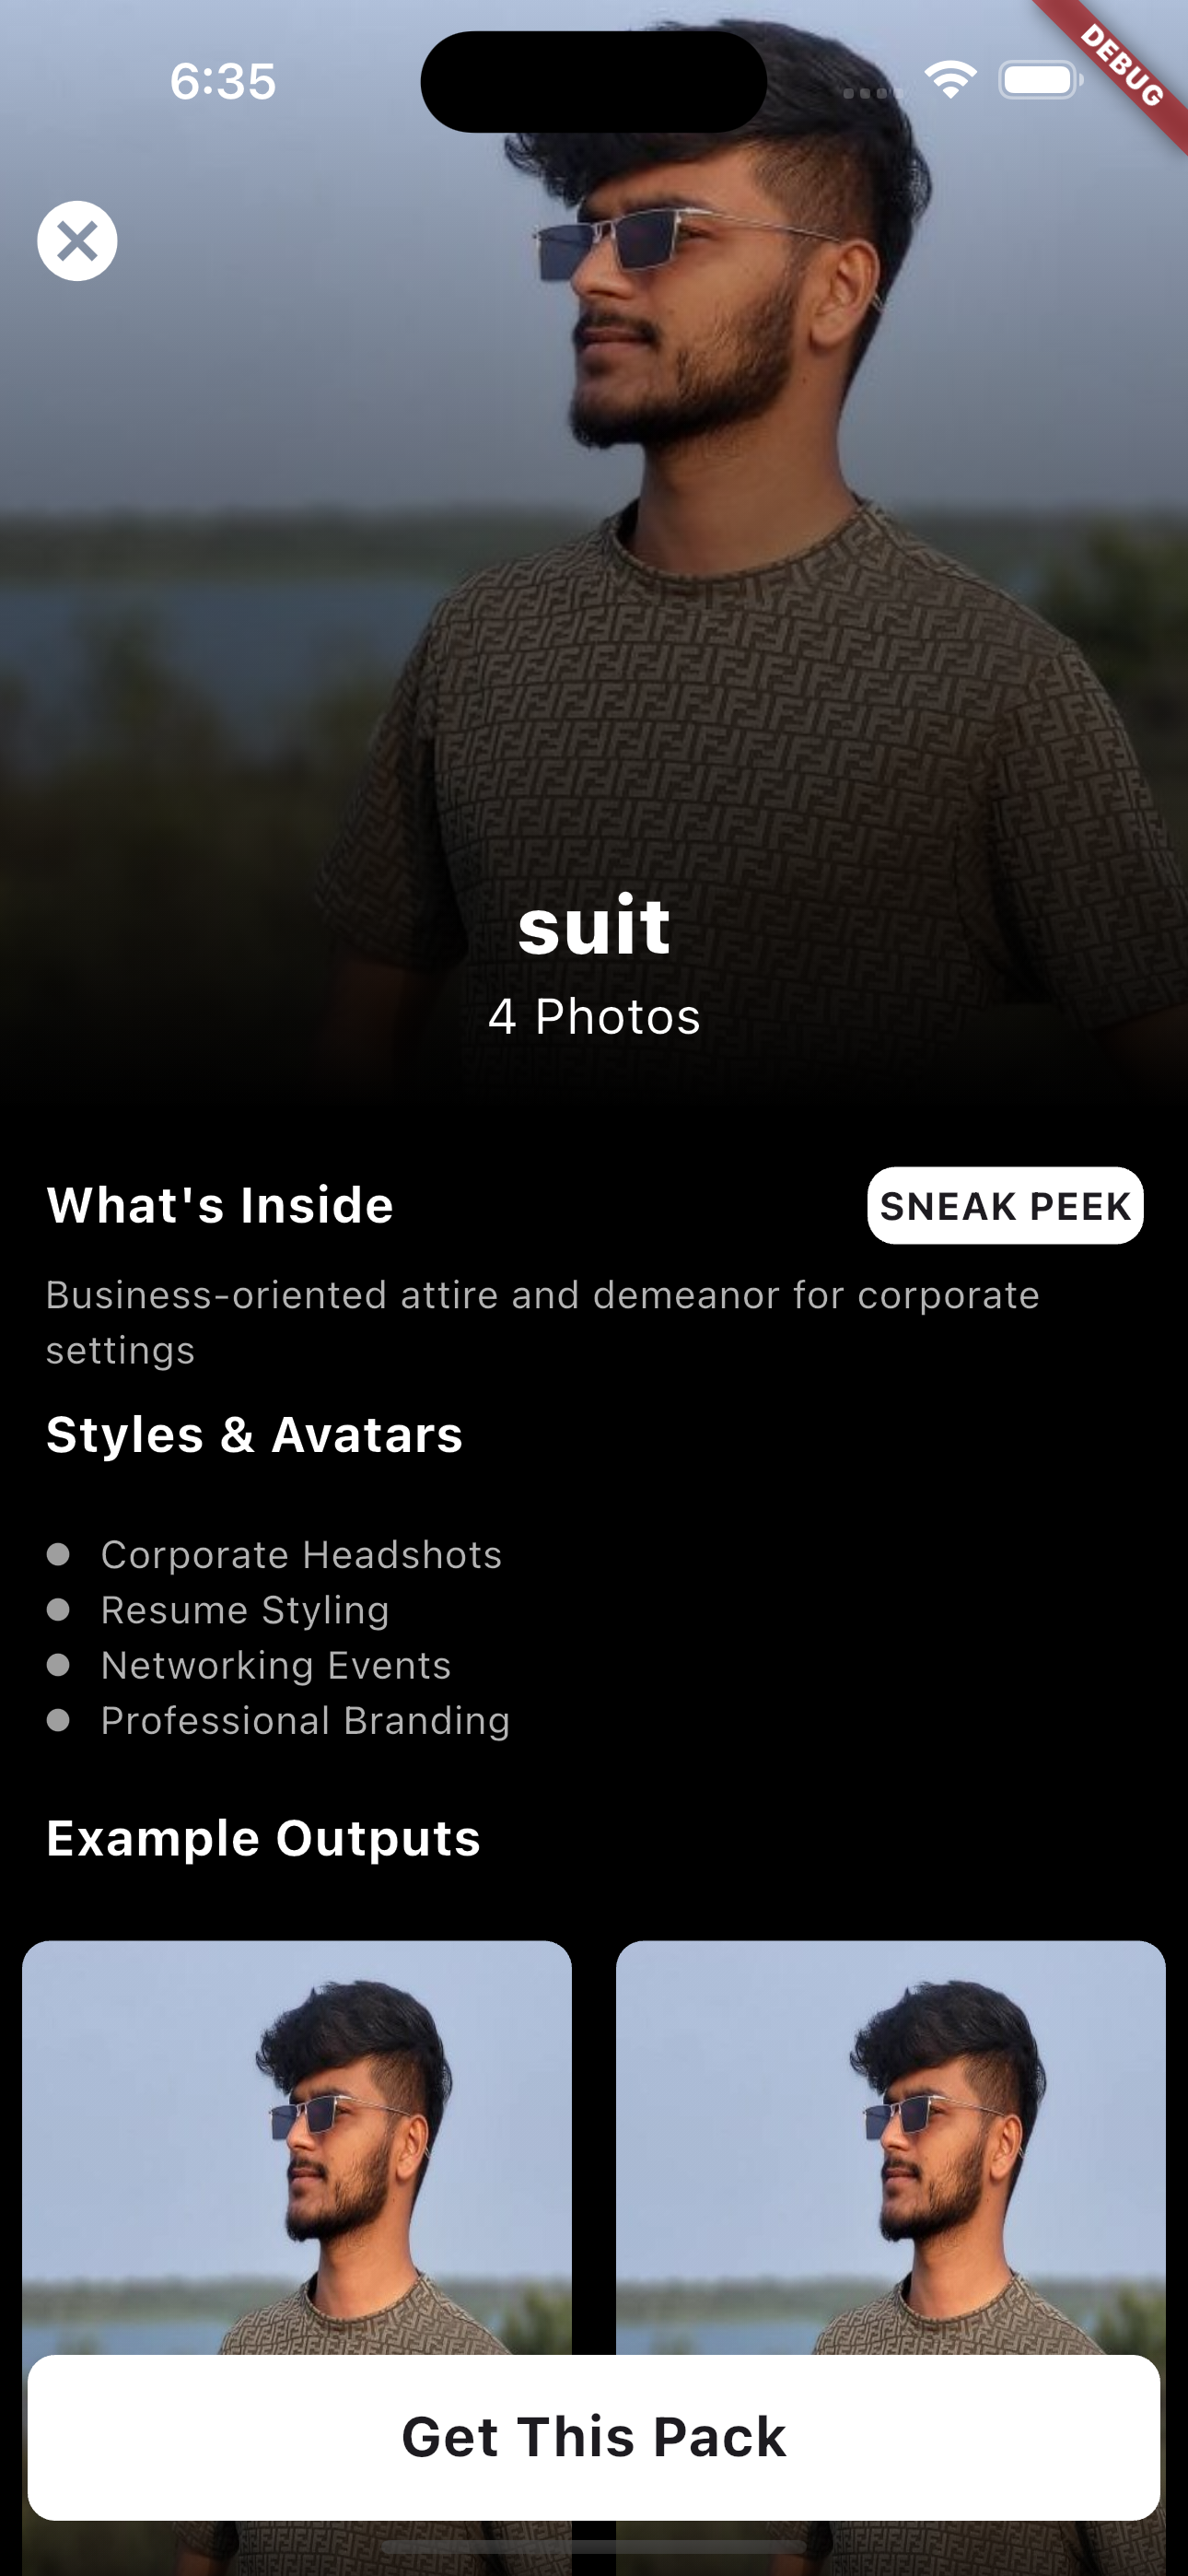 6:35
DEBUG
suit
4 Photos
What's Inside
SNEAK PEEK
Business-oriented attire and demeanor for corporate
settings
Styles & Avatars
Corporate Headshots
Resume Styling
Networking Events
Professional Branding
Example Outputs
Get This Pack